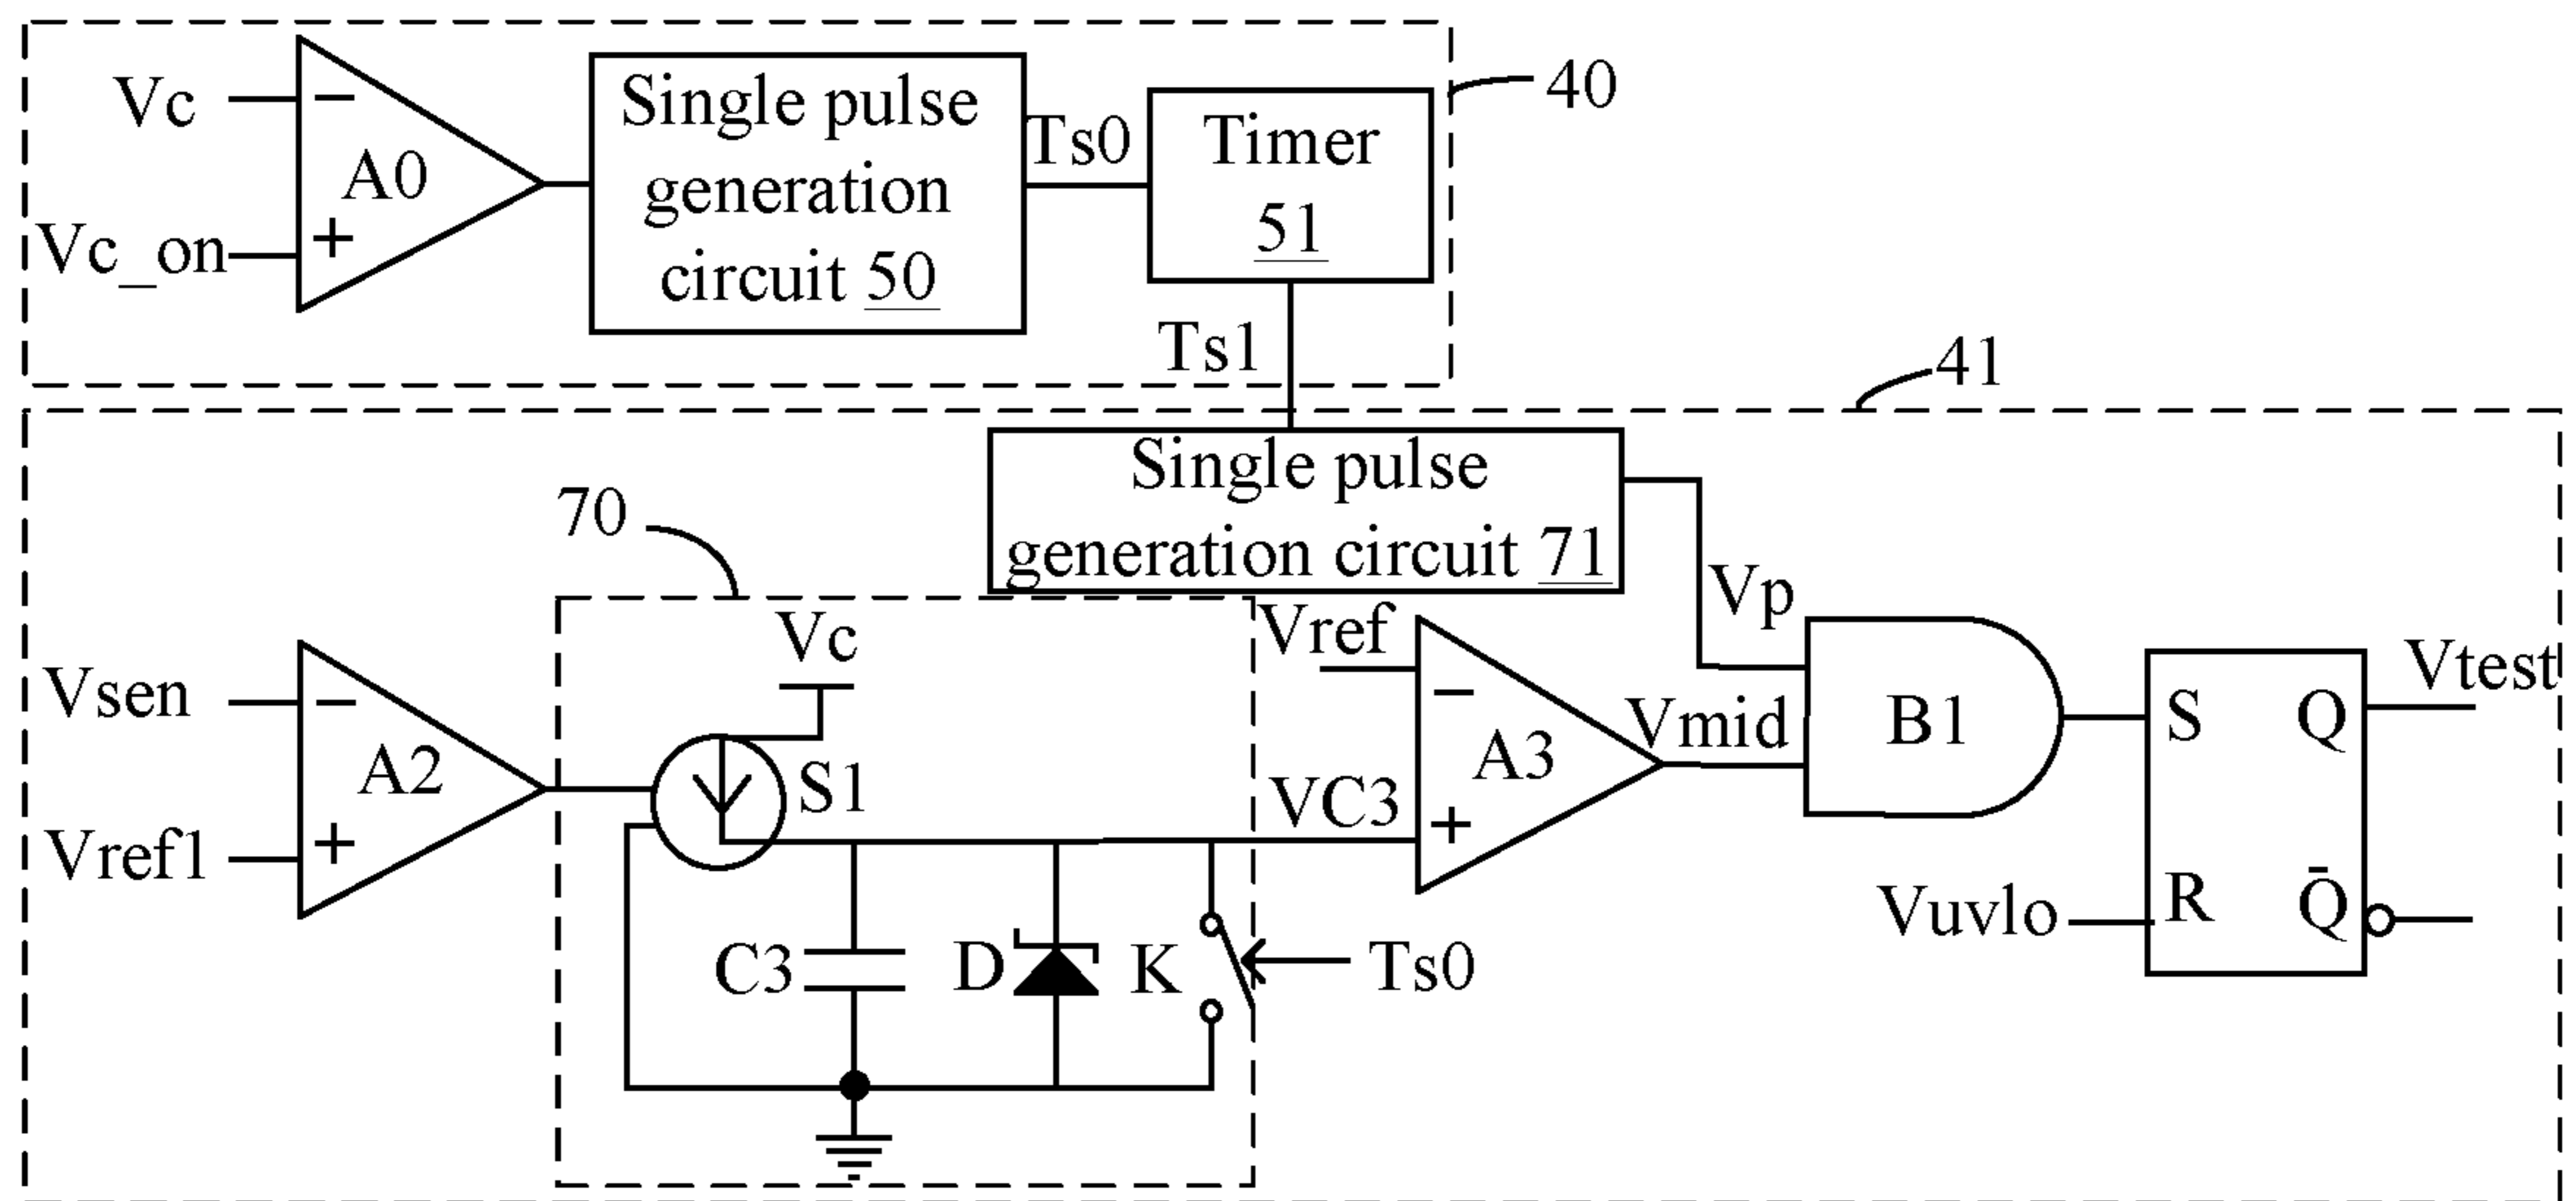 Vc
−
A0
Vc_on
+
Single pulse
generation
circuit 50
Ts0
Timer
51
40
Ts1
41
Single pulse
generation circuit 71
70
Vp
Vsen
−
A2
Vref1
+
Vc
S1
C3
D
K
Ts0
Vref
−
A3
VC3
+
Vmid
B1
S
Q
Vtest
Vuvlo
R
Q̄